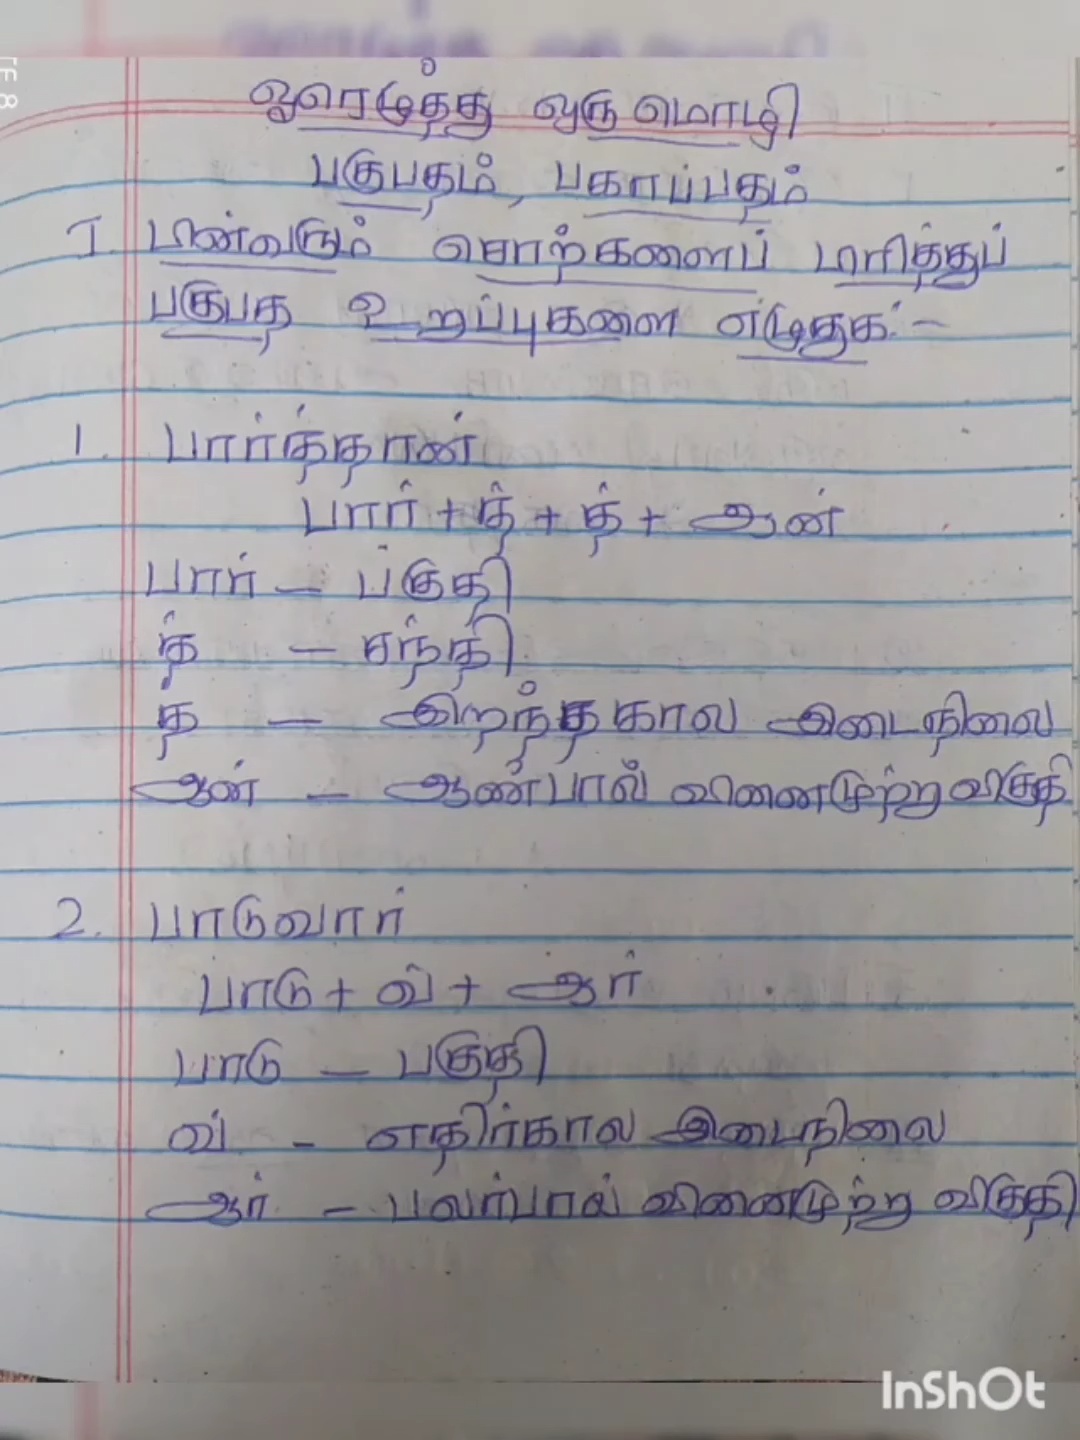 ஓரெழுத்து ஒரு மொழி
பகுபதம், பகாப்பதம்
I. பின்வரும் சொற்களைப் பிரித்துப்
பகுபத உறுப்புகளை எழுதுக:-
1. பார்த்தான்
பார் + த் + த் + ஆன்
பார் - பகுதி
த் - சந்தி
த் - இறந்தகால இடைநிலை
ஆன் - ஆண்பால் வினைமுற்று விகுதி
2. பாடுவார்
பாடு + வ் + ஆர்
பாடு - பகுதி
வ் - எதிர்கால இடைநிலை
ஆர் - பலர்பால் வினைமுற்று விகுதி
InShOt